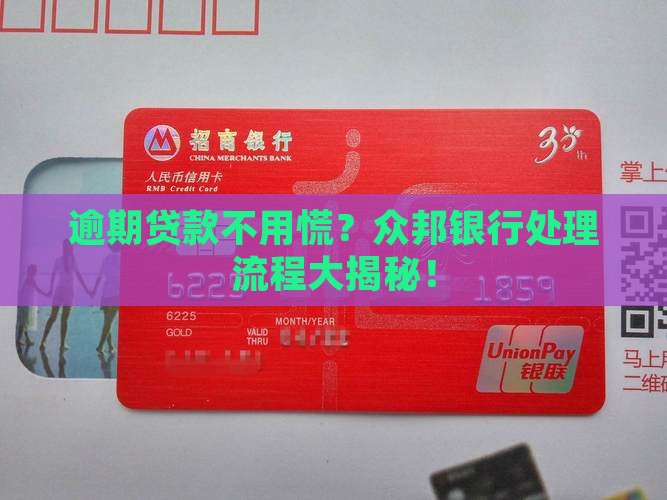 招商银行
CHINA MERCHANTS BANK
30th
人民币信用卡
RMB Credit Card
掌上
逾期贷款不用慌？众邦银行处理
流程大揭秘！
6225 1859
6225
GOLD
VALID THRU
MONTH/YEAR
UnionPay
银联
马上用
二维码